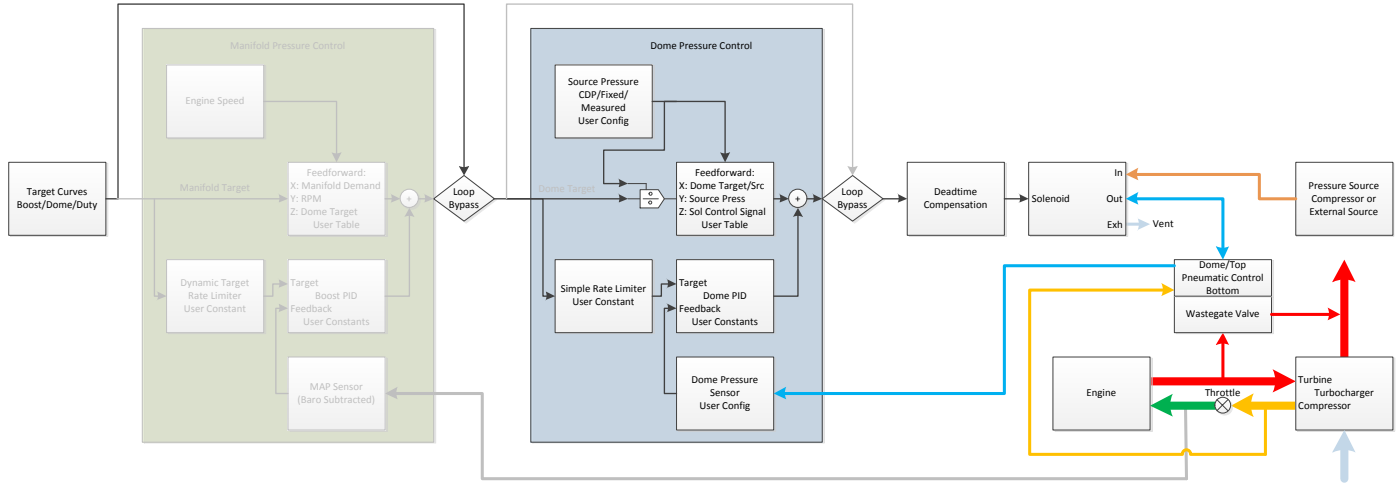 Manifold Pressure Control
Engine Speed
Target Curves
Boost/Dome/Duty
Manifold Target
Feedforward:
X: Manifold Demand
Y: RPM
Z: Dome Target
User Table
+
Dynamic Target
Rate Limiter
User Constant
Target
Boost PID
Feedback
User Constants
MAP Sensor
(Baro Subtracted)
Loop
Bypass
Dome Pressure Control
Source Pressure
CDP/Fixed/
Measured
User Config
Dome Target
÷
Feedforward:
X: Dome Target/Src
Y: Source Press
Z: Sol Control Signal
User Table
+
Simple Rate Limiter
User Constant
Target
Dome PID
Feedback
User Constants
Dome Pressure
Sensor
User Config
Loop
Bypass
Deadtime
Compensation
In
Solenoid
Out
Exh
Vent
Pressure Source
Compressor or
External Source
Dome/Top
Pneumatic Control
Bottom
Wastegate Valve
Engine
Throttle
Turbine
Turbocharger
Compressor